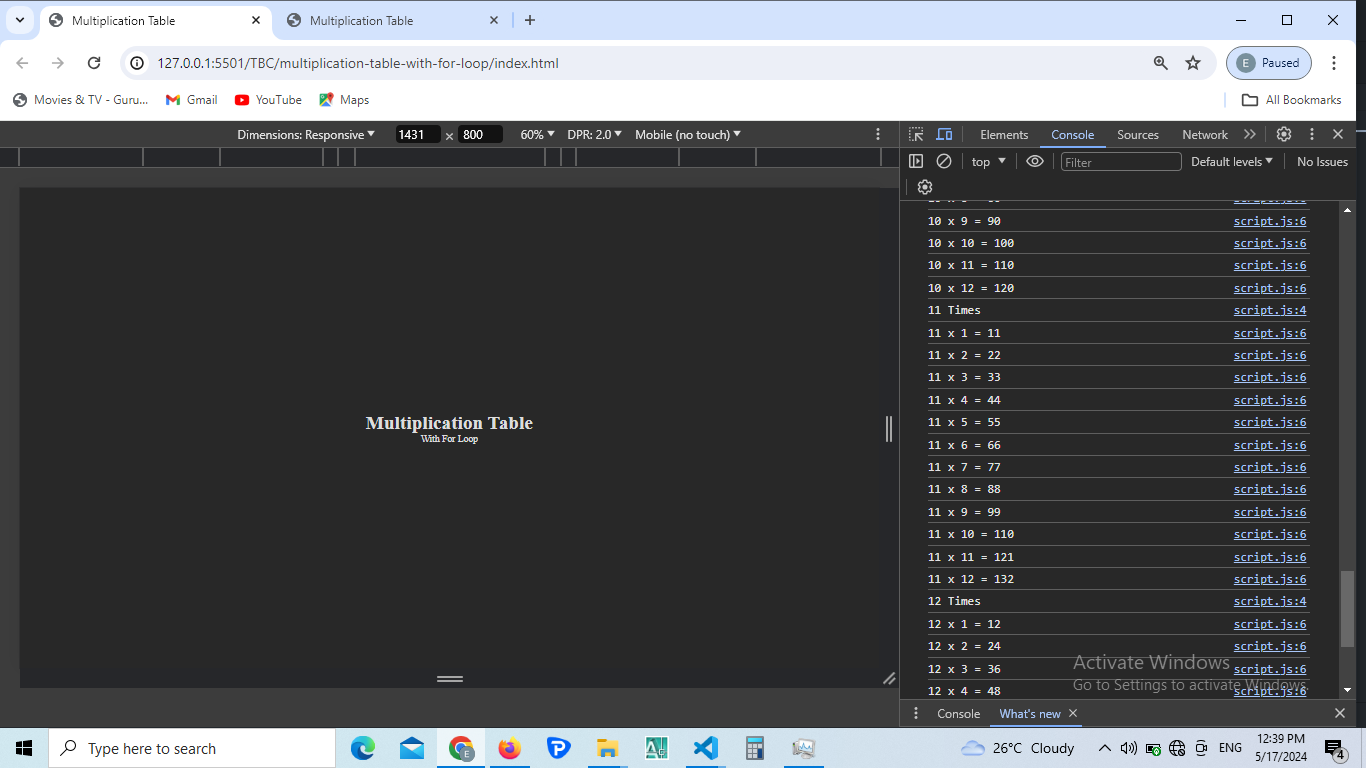 Multiplication Table
Multiplication Table
127.0.0.1:5501/TBC/multiplication-table-with-for-loop/index.html
E Paused
Movies & TV - Guru...
Gmail
YouTube
Maps
All Bookmarks
Dimensions: Responsive
1431 x 800
60%
DPR: 2.0
Mobile (no touch)
Elements
Console
Sources
Network
top
Filter
Default levels
No Issues
10 x 9 = 90 script.js:6
10 x 10 = 100 script.js:6
10 x 11 = 110 script.js:6
10 x 12 = 120 script.js:6
11 Times script.js:4
11 x 1 = 11 script.js:6
11 x 2 = 22 script.js:6
11 x 3 = 33 script.js:6
11 x 4 = 44 script.js:6
11 x 5 = 55 script.js:6
11 x 6 = 66 script.js:6
11 x 7 = 77 script.js:6
11 x 8 = 88 script.js:6
11 x 9 = 99 script.js:6
11 x 10 = 110 script.js:6
11 x 11 = 121 script.js:6
11 x 12 = 132 script.js:6
12 Times script.js:4
12 x 1 = 12 script.js:6
12 x 2 = 24 script.js:6
12 x 3 = 36 script.js:6
12 x 4 = 48 script.js:6
Multiplication Table
With For Loop
Activate Windows
Go to Settings to activate Windows.
Console
What's new
Type here to search
26°C Cloudy
ENG
12:39 PM
5/17/2024
4